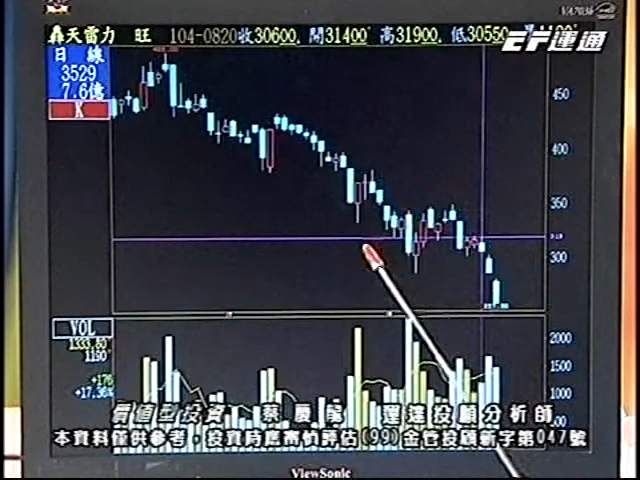 轟天雷力 旺 104-0820收30600, 開31400' 高31900, 低30550
EF運通
日 線
3529
7.6億
K
450
400
350
300
VOL
1333.80'
1190'
+176
+17.36%
2000
1500
1000
價值型投資 蔡慶龍 運達投顧分析師
本資料僅供參考,投資時應審慎評估(99)金管投顧新字第047號
ViewSonic